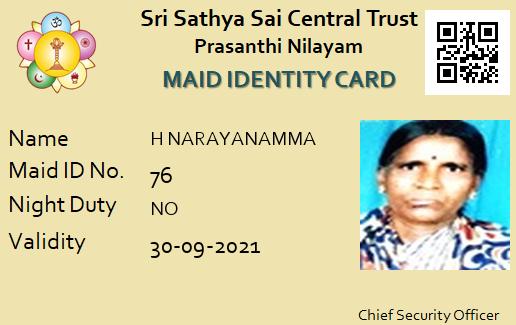 Sri Sathya Sai Central Trust
Prasanthi Nilayam
MAID IDENTITY CARD
Name H NARAYANAMMA
Maid ID No. 76
Night Duty NO
Validity 30-09-2021
Chief Security Officer